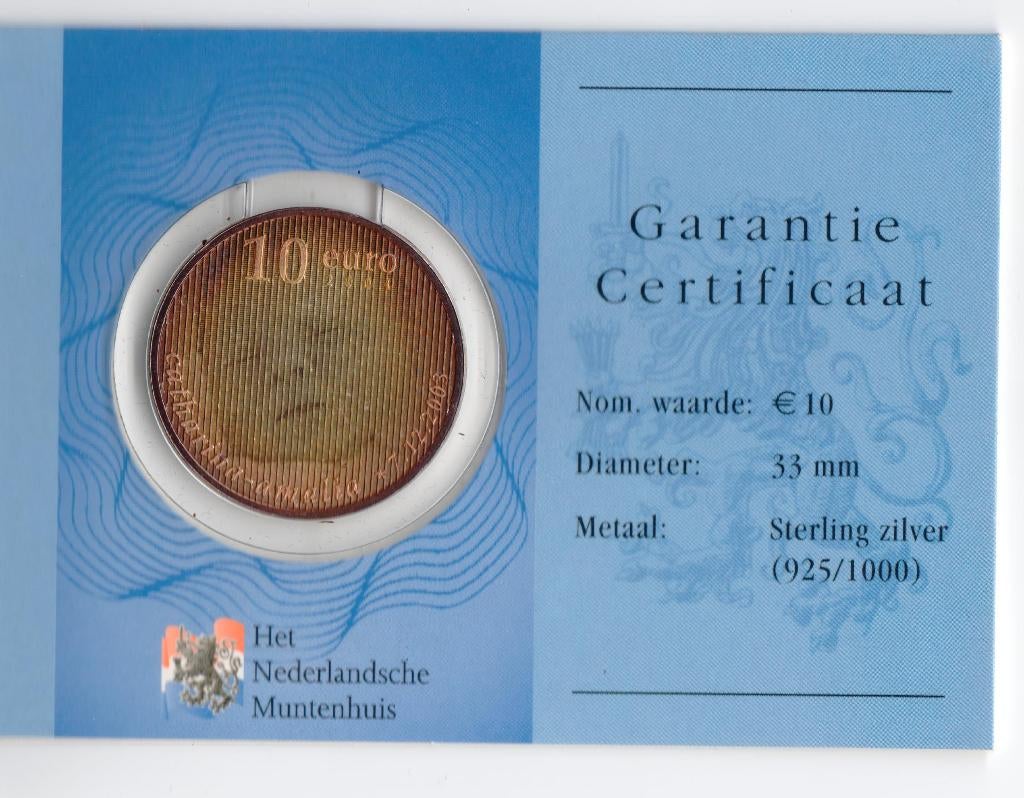 10 euro
2004
catharina-amalia *7.12.2003
Het
Nederlandsche
Muntenhuis
Garantie
Certificaat
Nom. waarde: € 10
Diameter: 33 mm
Metaal: Sterling zilver
(925/1000)